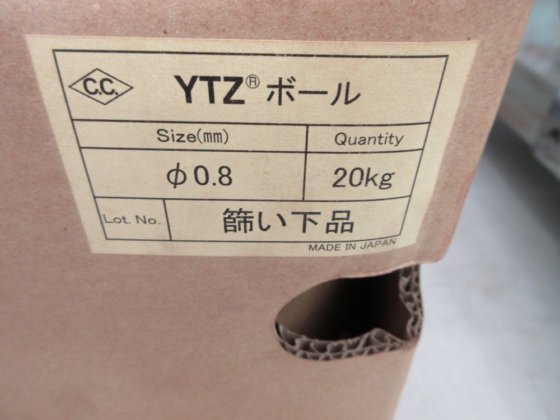 C.C. YTZ® ボール
Size(mm) Quantity
φ0.8 20kg
Lot. No. 篩い下品
MADE IN JAPAN